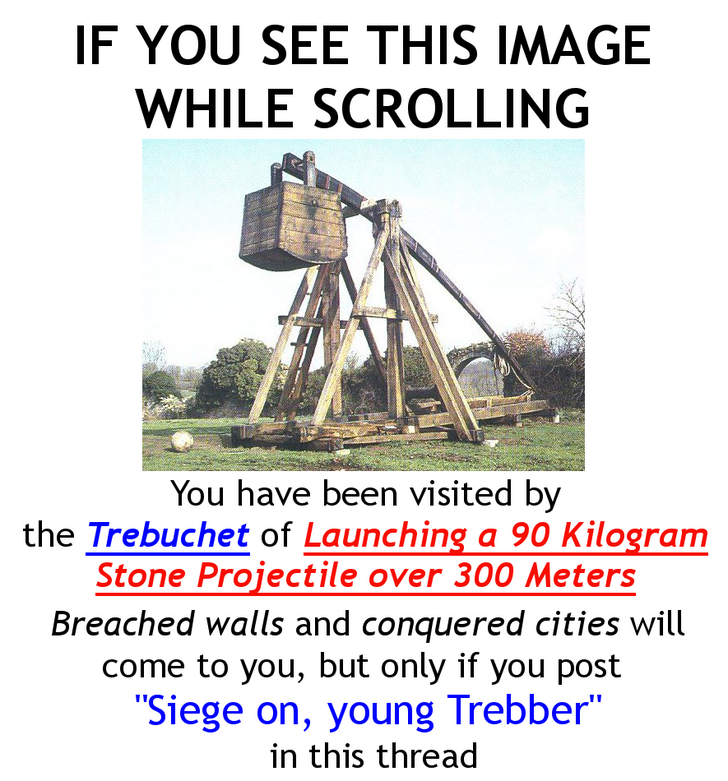 IF YOU SEE THIS IMAGE
WHILE SCROLLING
You have been visited by
the Trebuchet of Launching a 90 Kilogram
Stone Projectile over 300 Meters
Breached walls and conquered cities will
come to you, but only if you post
"Siege on, young Trebber"
in this thread